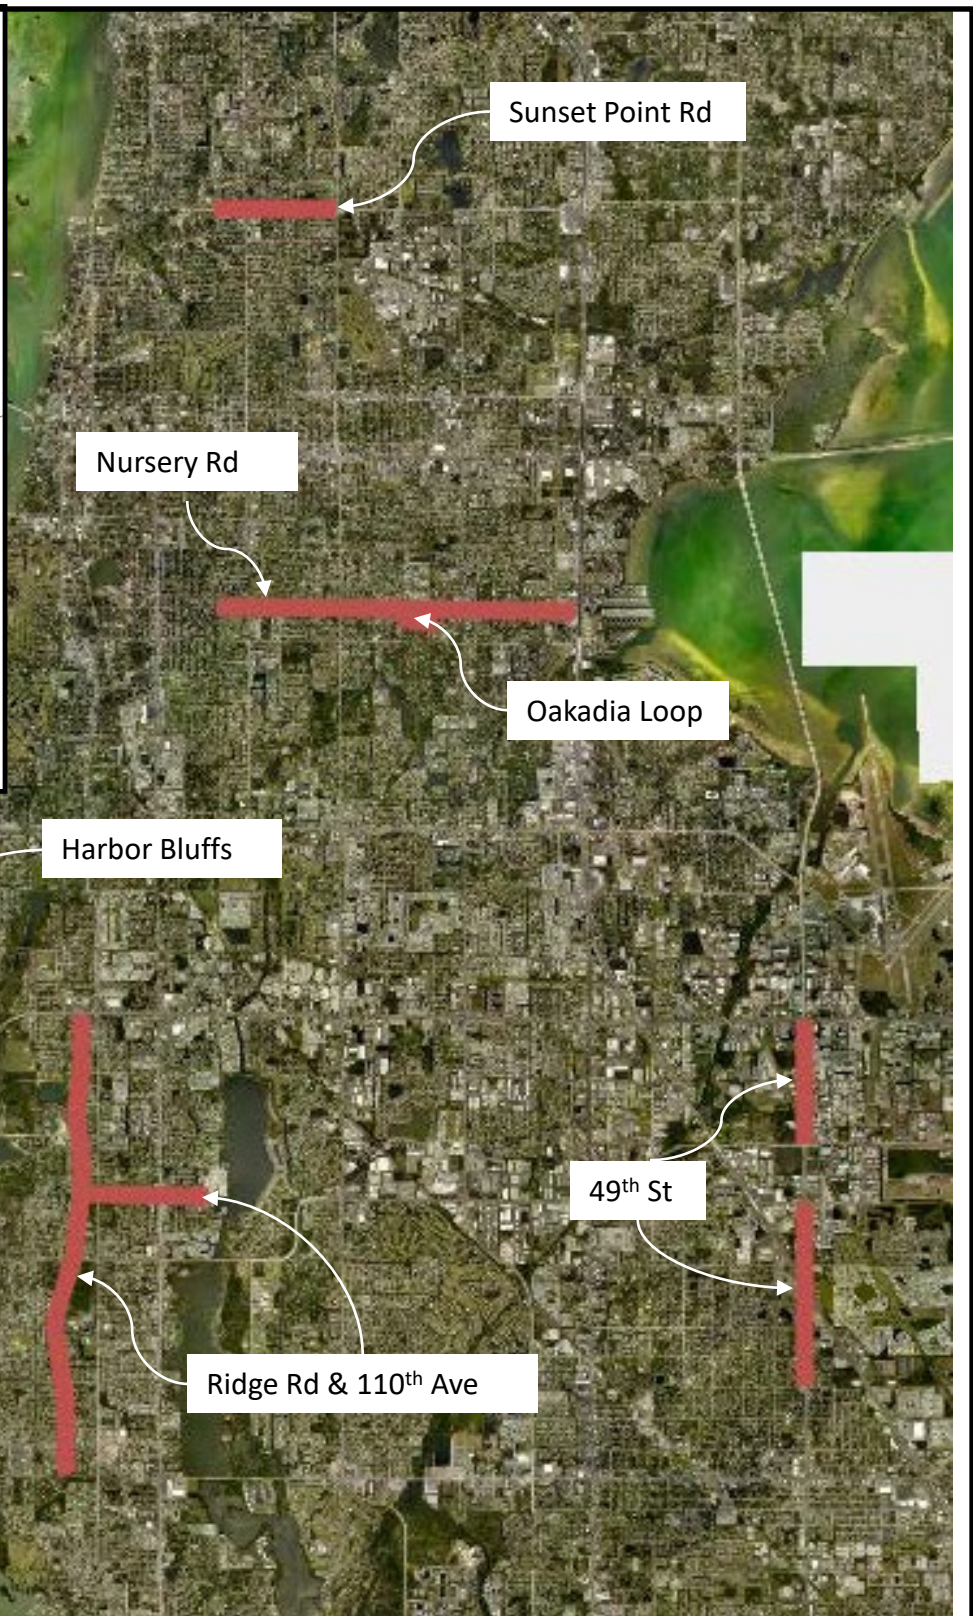 Sunset Point Rd
Nursery Rd
Oakadia Loop
Harbor Bluffs
49th St
Ridge Rd & 110th Ave